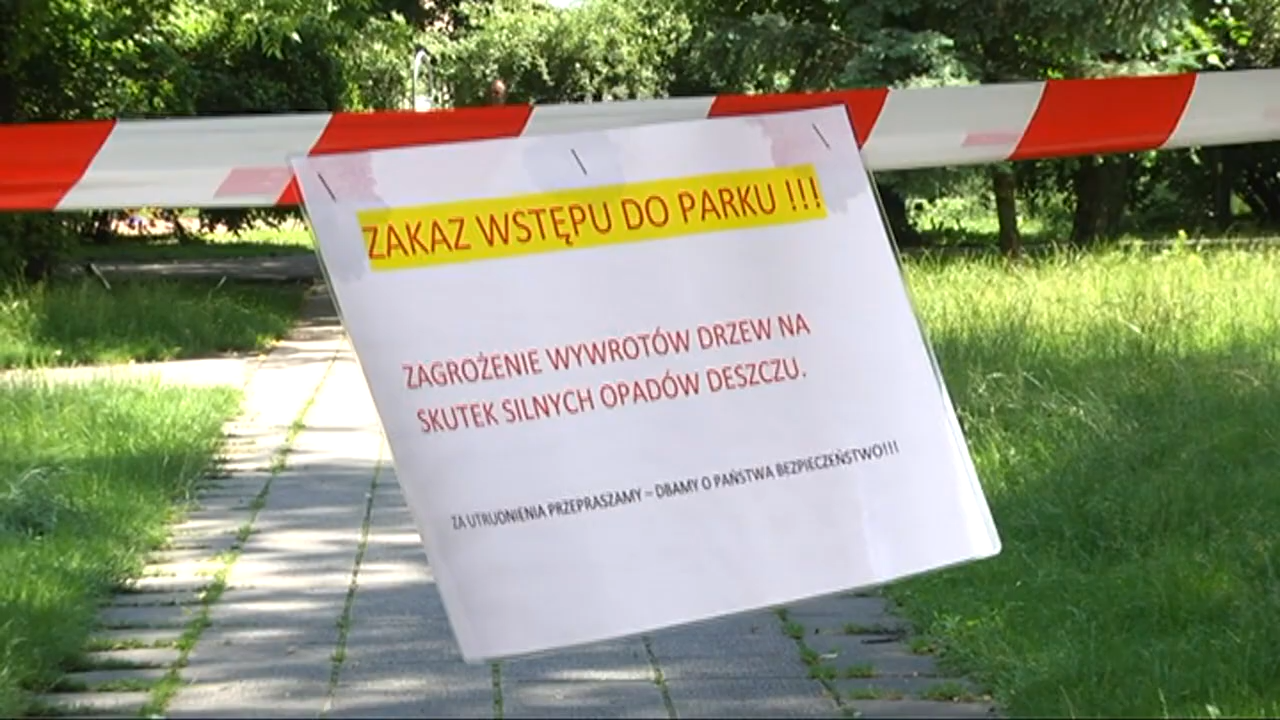 ZAKAZ WSTĘPU DO PARKU !!!
ZAGROŻENIE WYWROTÓW DRZEW NA
SKUTEK SILNYCH OPADÓW DESZCZU.
ZA UTRUDNIENIA PRZEPRASZAMY – DBAMY O PAŃSTWA BEZPIECZEŃSTWO!!!